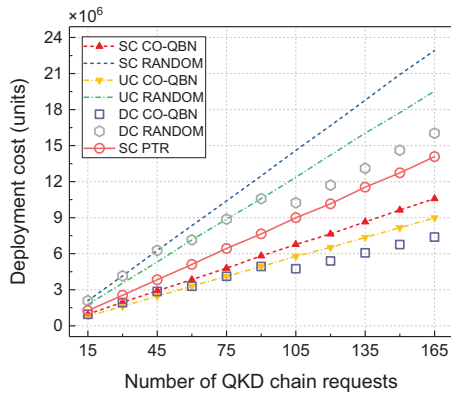 ×10⁶
24
21
18
15
12
9
6
3
0
Deployment cost (units)
SC CO-QBN
SC RANDOM
UC CO-QBN
UC RANDOM
DC CO-QBN
DC RANDOM
SC PTR
15 45 75 105 135 165
Number of QKD chain requests